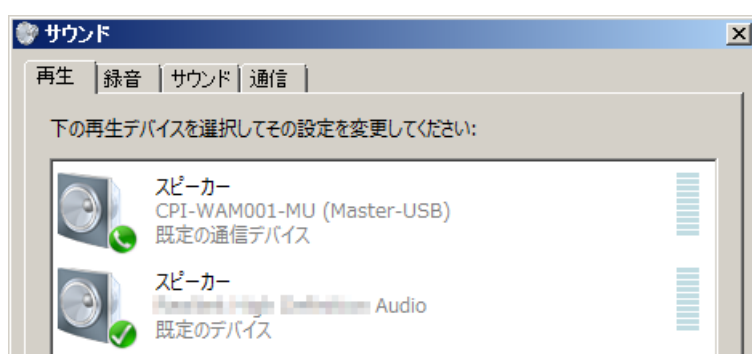 サウンド
再生 録音 サウンド 通信
下の再生デバイスを選択してその設定を変更してください:
スピーカー
CPI-WAM001-MU (Master-USB)
既定の通信デバイス
スピーカー
Audio
既定のデバイス